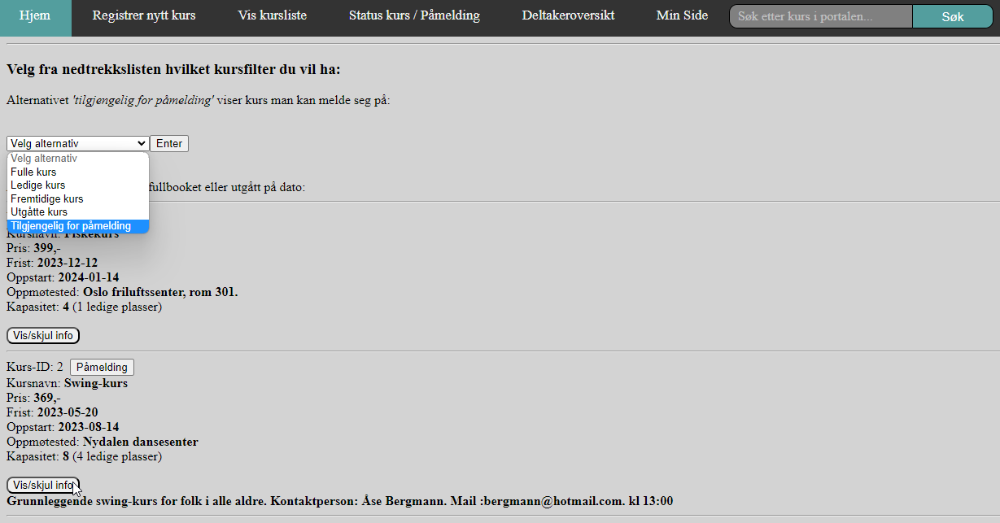 Hjem Registrer nytt kurs Vis kursliste Status kurs / Påmelding Deltakeroversikt Min Side Søk etter kurs i portalen... Søk
Velg fra nedtrekkslisten hvilket kursfilter du vil ha:
Alternativet 'tilgjengelig for påmelding' viser kurs man kan melde seg på:
Velg alternativ Enter
Velg alternativ
Fulle kurs
Ledige kurs
fullbooket eller utgått på dato:
Fremtidige kurs
Utgåtte kurs
Tilgjengelig for påmelding
Kursnavn: Fiskekurs
Pris: 399,-
Frist: 2023-12-12
Oppstart: 2024-01-14
Oppmøtested: Oslo friluftssenter, rom 301.
Kapasitet: 4 (1 ledige plasser)
Vis/skjul info
Kurs-ID: 2 Påmelding
Kursnavn: Swing-kurs
Pris: 369,-
Frist: 2023-05-20
Oppstart: 2023-08-14
Oppmøtested: Nydalen dansesenter
Kapasitet: 8 (4 ledige plasser)
Vis/skjul info
Grunnleggende swing-kurs for folk i alle aldre. Kontaktperson: Åse Bergmann. Mail :bergmann@hotmail.com. kl 13:00